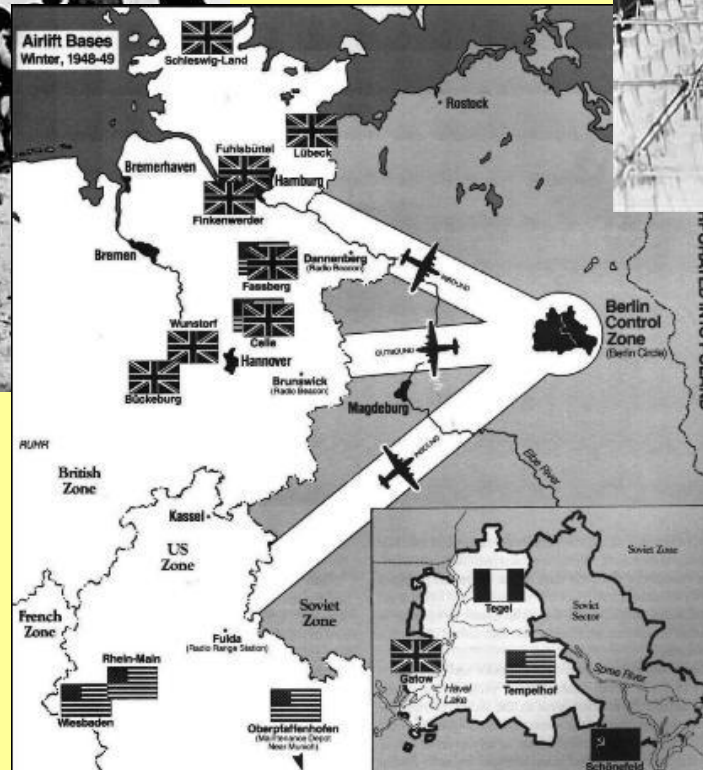 Airlift Bases
Winter, 1948-49
Schleswig-Land
Rostock
Lübeck
Fuhlsbüttel
Hamburg
Bremerhaven
Finkenwerder
Bremen
Dannenberg
(Radio Beacon)
INBOUND
Fassberg
Berlin
Control
Zone
(Berlin Circle)
Wunstorf
Celle
OUTBOUND
Hannover
Brunswick
(Radio Beacon)
Bückeburg
Magdeburg
INBOUND
RUHR
British
Zone
Elbe River
Kassel
US
Zone
Soviet
Zone
French
Zone
Fulda
(Radio Range Station)
Rhein-Main
Wiesbaden
Oberpfaffenhofen
(Maintenance Depot
Near Munich)
Soviet Zone
Tegel
Soviet
Sector
Gatow
Havel
Lake
Tempelhof
Spree River
Schönefeld